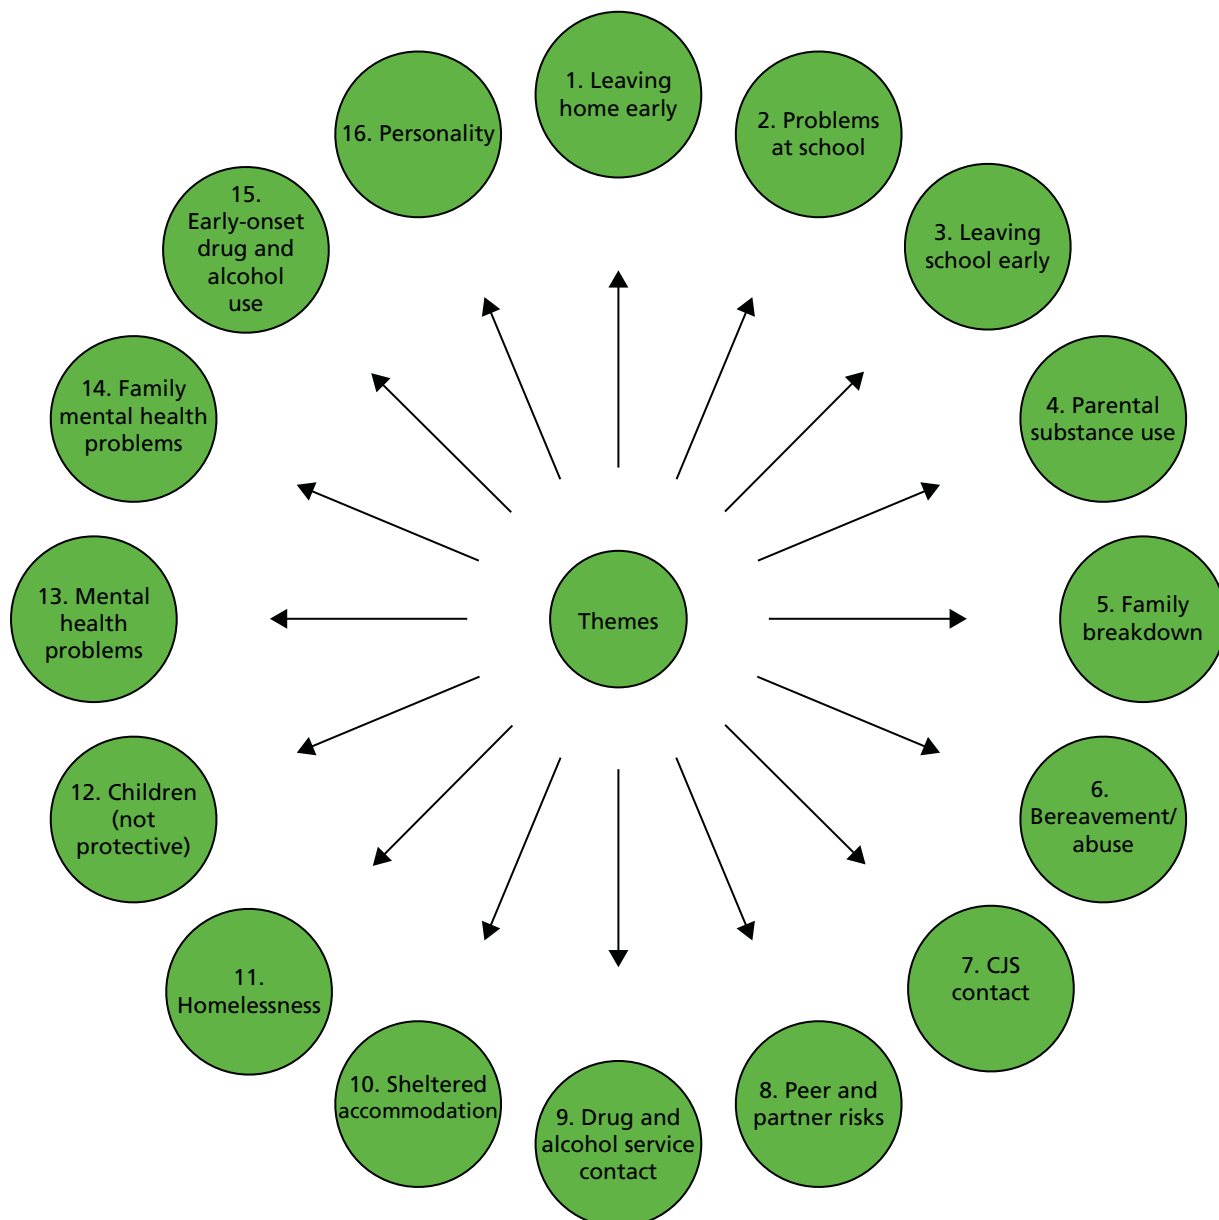 1. Leaving
home early
2. Problems
at school
3. Leaving
school early
4. Parental
substance use
5. Family
breakdown
6.
Bereavement/
abuse
7. CJS
contact
8. Peer and
partner risks
9. Drug and
alcohol service
contact
10. Sheltered
accommodation
11.
Homelessness
12. Children
(not
protective)
13. Mental
health
problems
14. Family
mental health
problems
15.
Early-onset
drug and
alcohol
use
16. Personality
Themes